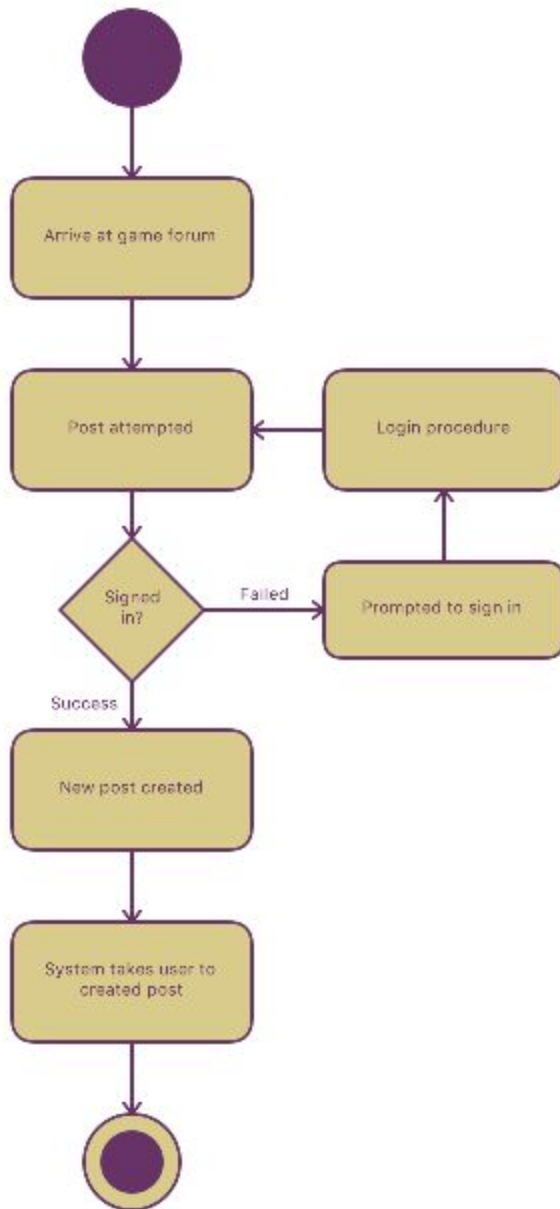 Arrive at game forum
Post attempted
Login procedure
Signed
in?
Failed
Prompted to sign in
Success
New post created
System takes user to
created post